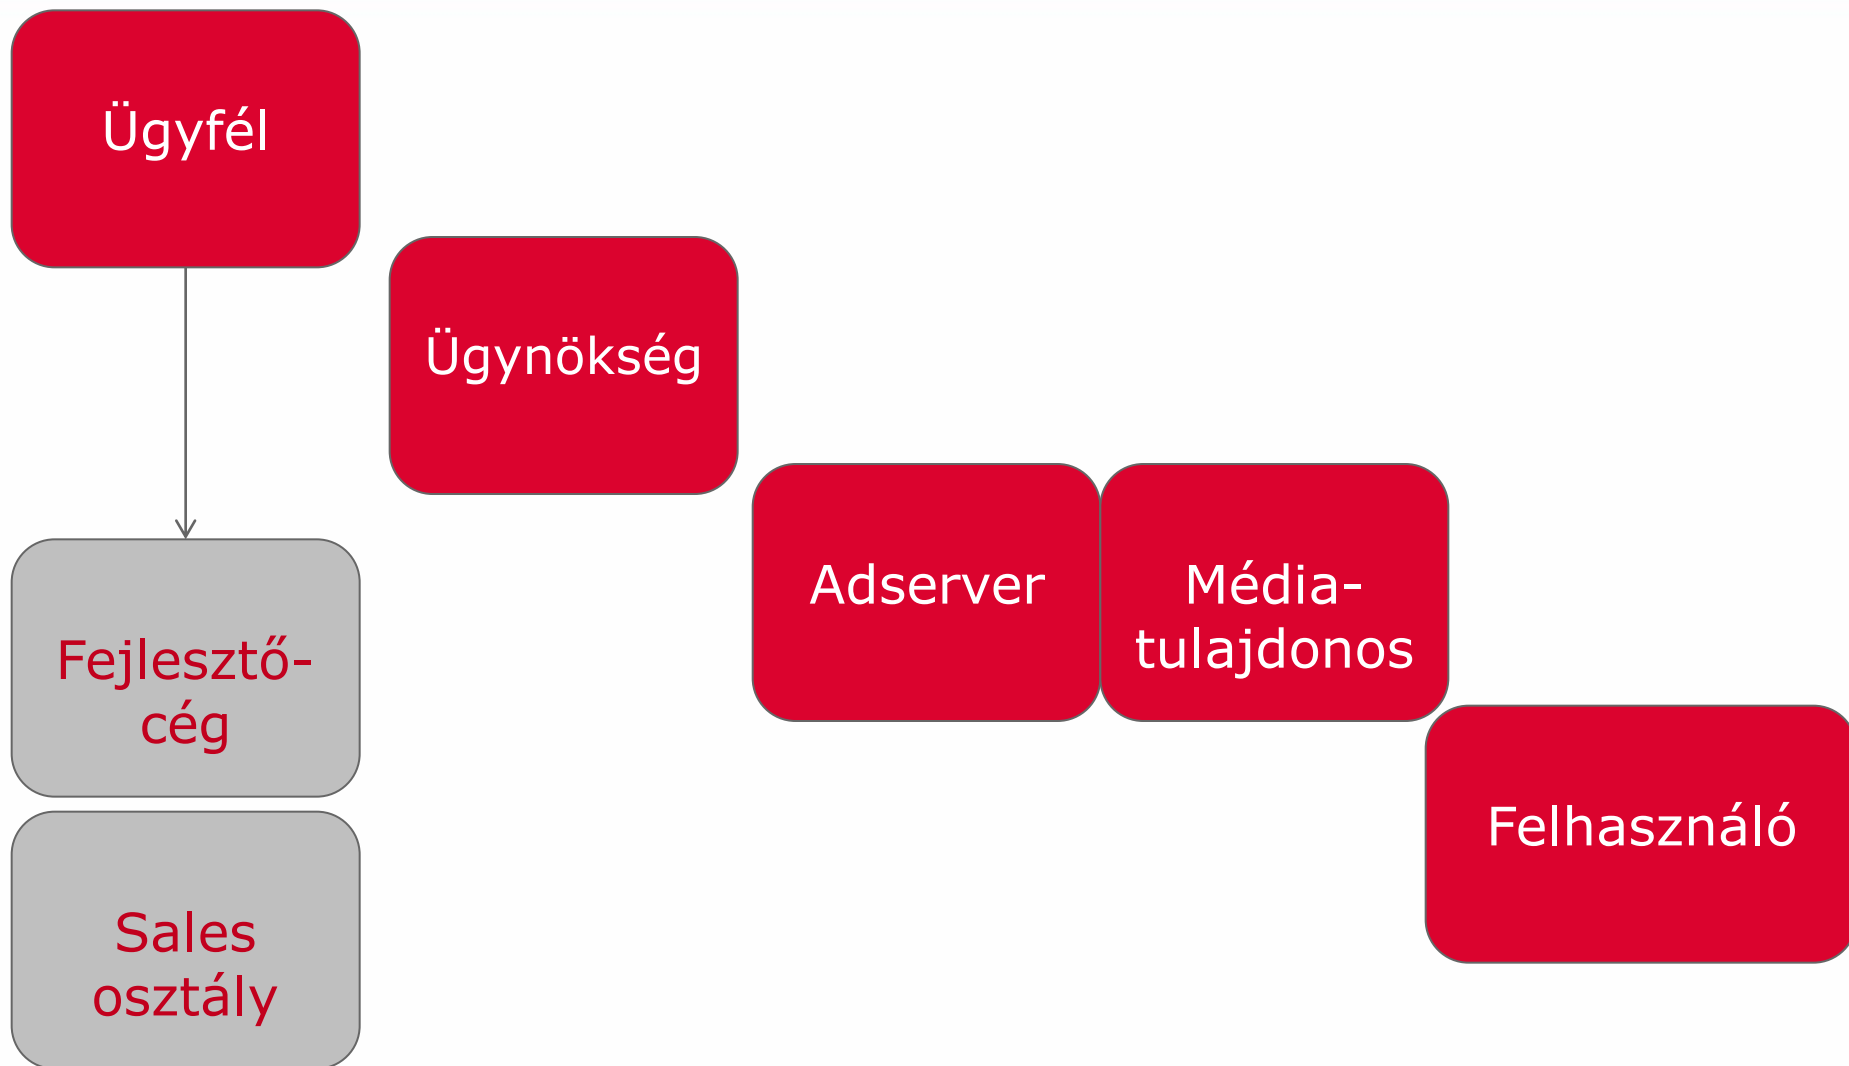 Ügyfél
Ügynökség
Adserver
Média-
tulajdonos
Fejlesztő-
cég
Felhasználó
Sales
osztály